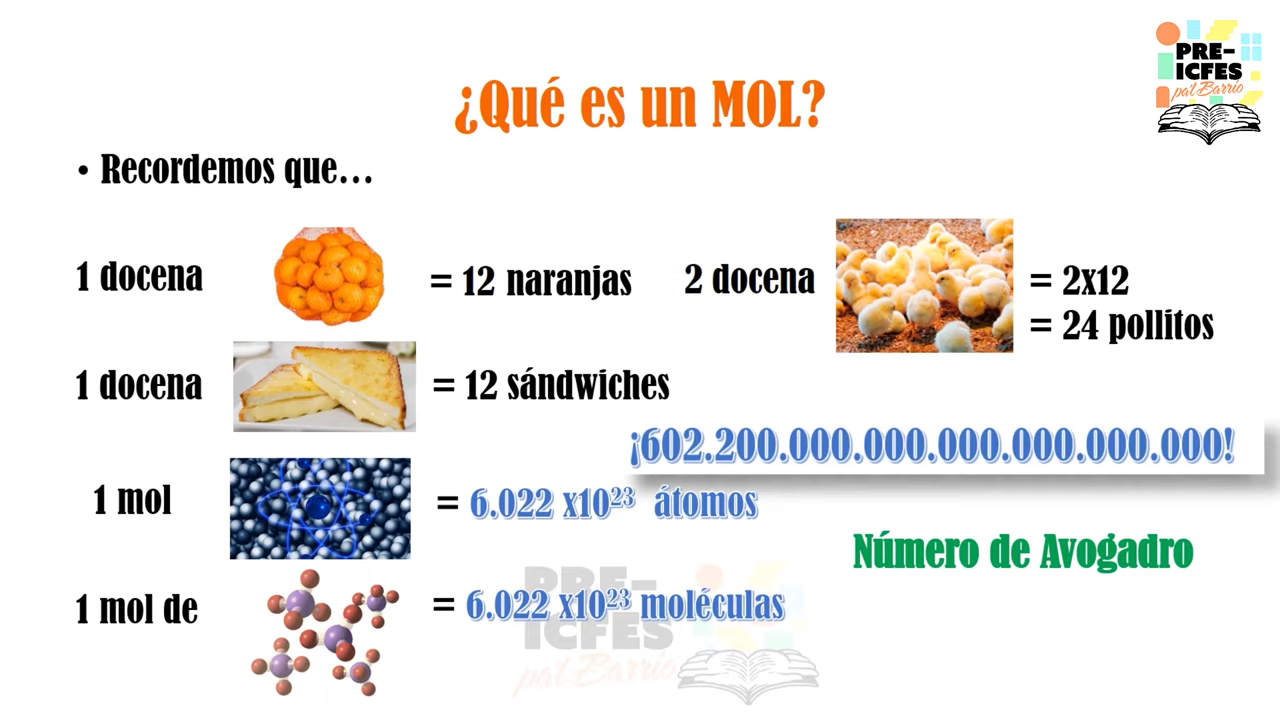 PRE-
ICFES
pa'l Barrio
¿Qué es un MOL?
• Recordemos que...
1 docena
= 12 naranjas
2 docena
= 2x12
= 24 pollitos
1 docena
= 12 sándwiches
¡602.200.000.000.000.000.000.000!
1 mol
= 6.022 x10²³ átomos
Número de Avogadro
1 mol de
= 6.022 x10²³ moléculas
PRE-
ICFES
pa'l Barrio